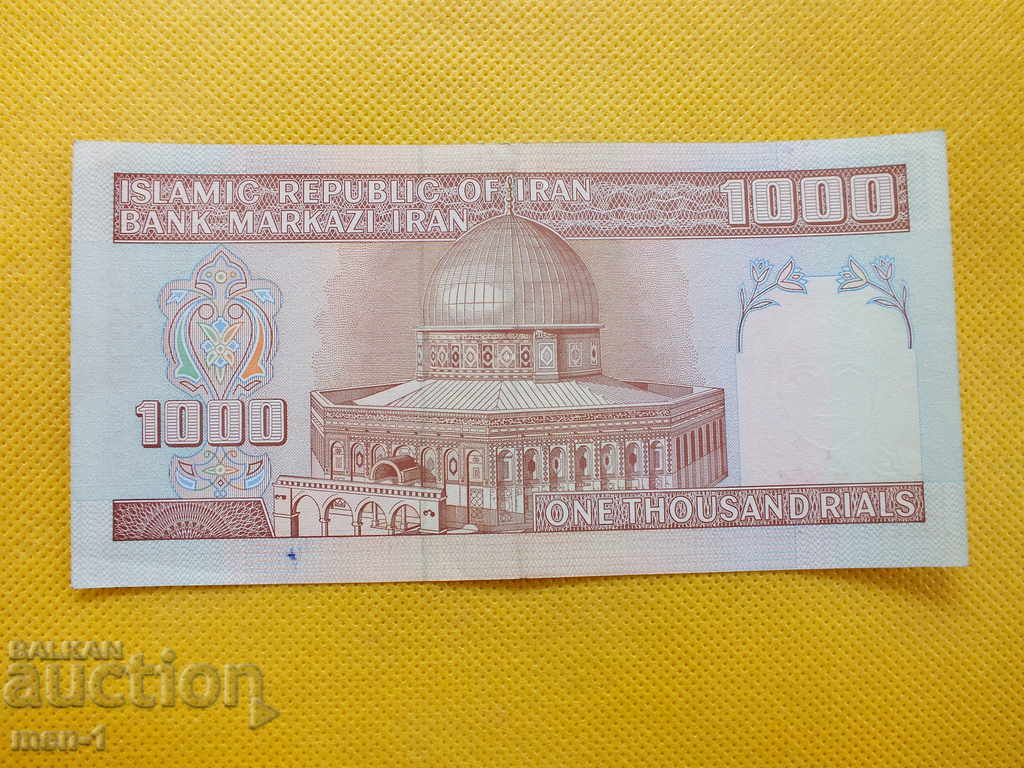 ISLAMIC REPUBLIC OF IRAN
BANK MARKAZI IRAN
1000
1000
ONE THOUSAND RIALS
BALKAN
auction
men-1